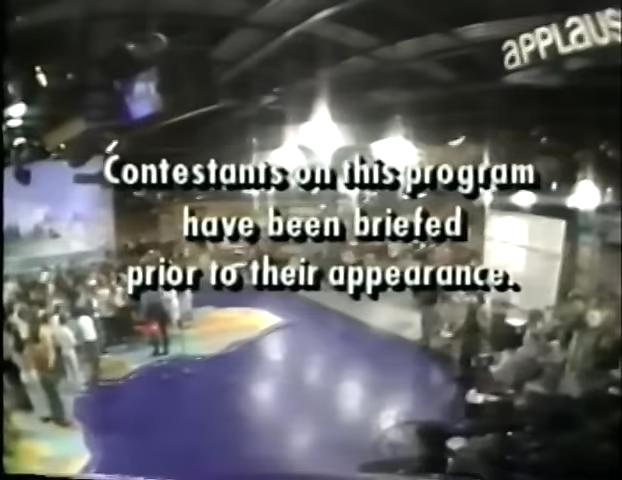 aPPLaUS
Contestants on this program
have been briefed
prior to their appearance.